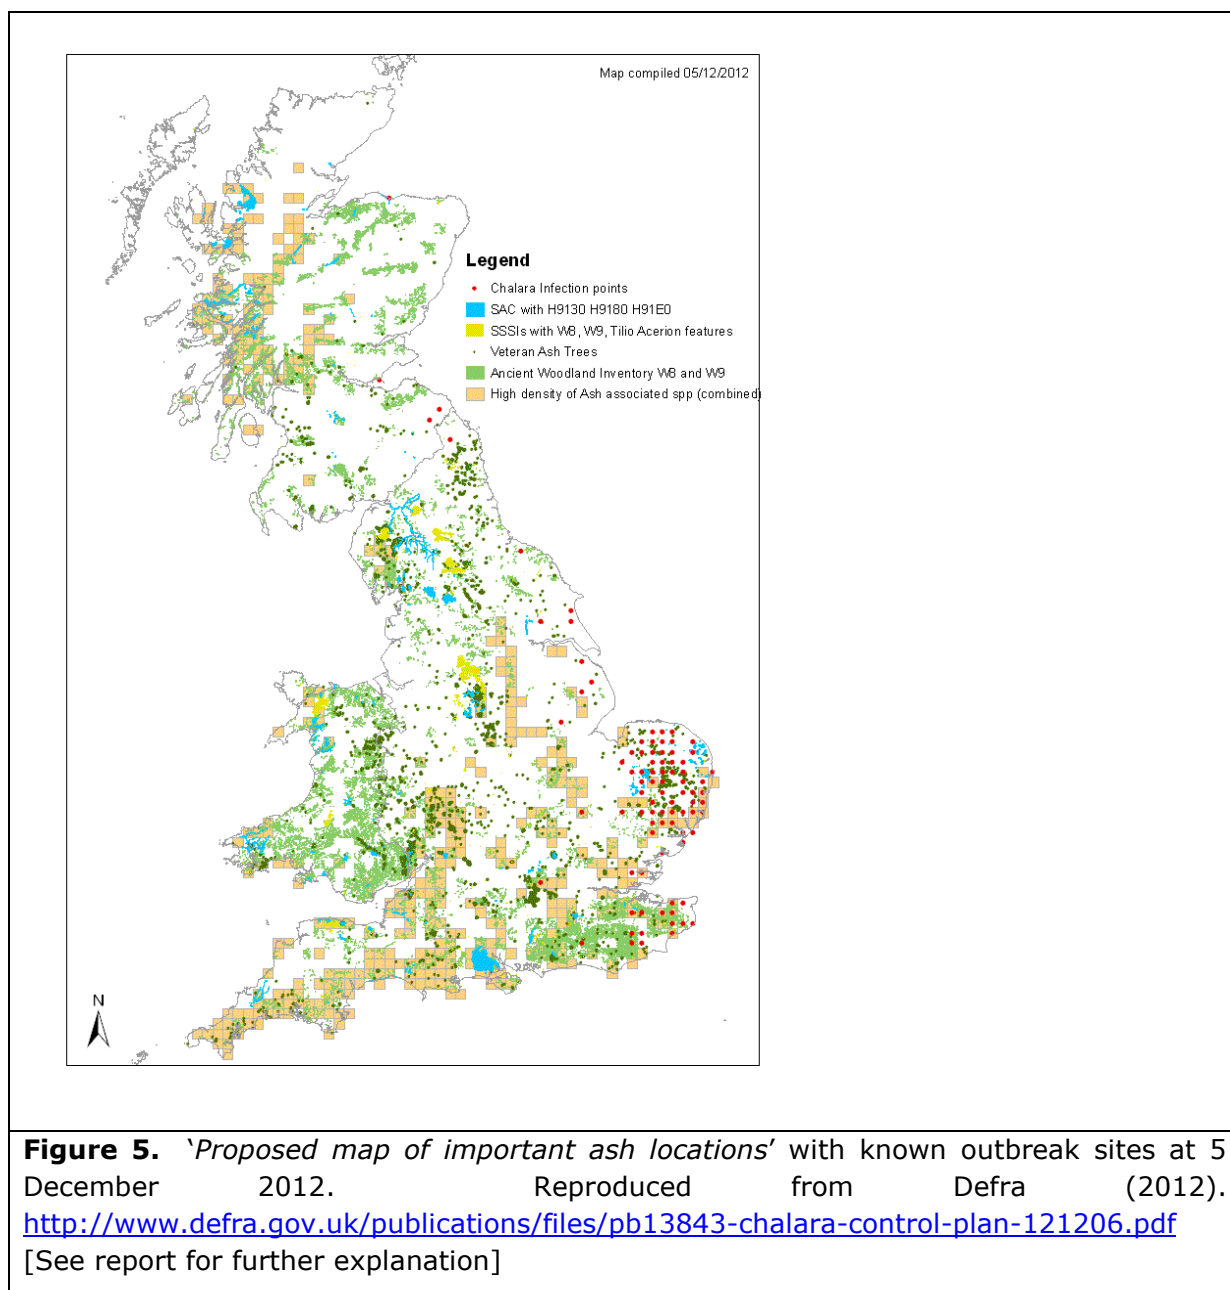 Map compiled 05/12/2012
Legend
Chalara Infection points
SAC with H9130 H9180 H91E0
SSSIs with W8, W9, Tilio Acerion features
Veteran Ash Trees
Ancient Woodland Inventory W8 and W9
High density of Ash associated spp (combined)
N
Figure 5. ‘Proposed map of important ash locations’ with known outbreak sites at 5
December 2012. Reproduced from Defra (2012).
http://www.defra.gov.uk/publications/files/pb13843-chalara-control-plan-121206.pdf
[See report for further explanation]